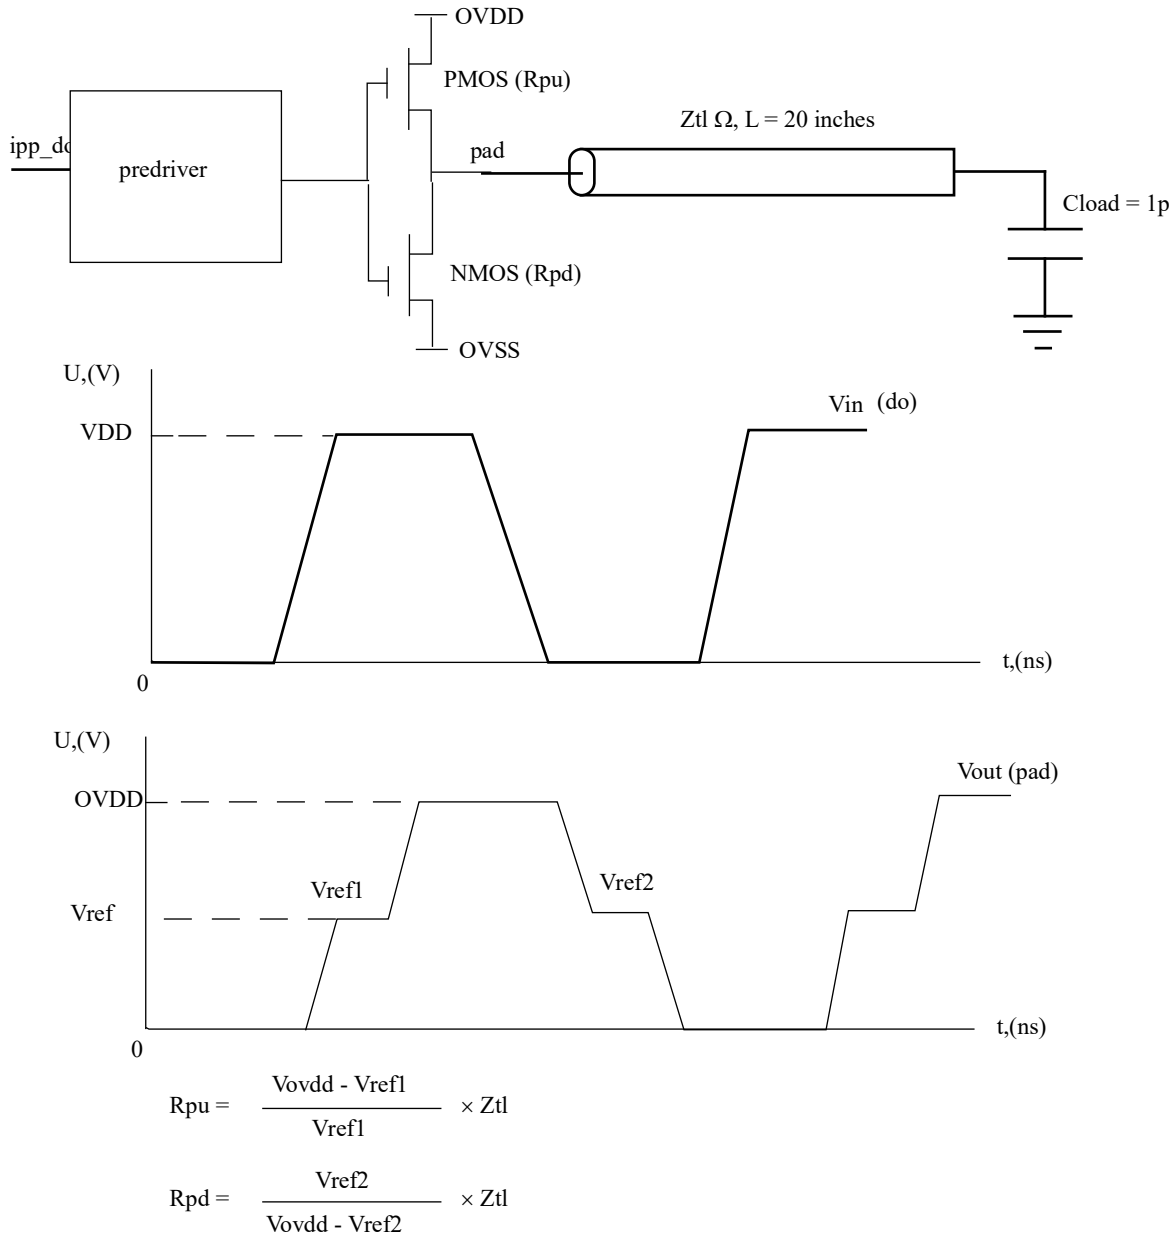 OVDD
PMOS (Rpu)
Ztl Ω, L = 20 inches
ipp_do
predriver
pad
Cload = 1p
NMOS (Rpd)
OVSS
U,(V)
VDD
Vin (do)
t,(ns)
0
U,(V)
Vout (pad)
OVDD
Vref1
Vref2
Vref
t,(ns)
0
Rpu = Vovdd - Vref1 × Ztl
Vref1
Rpd = Vref2 × Ztl
Vovdd - Vref2